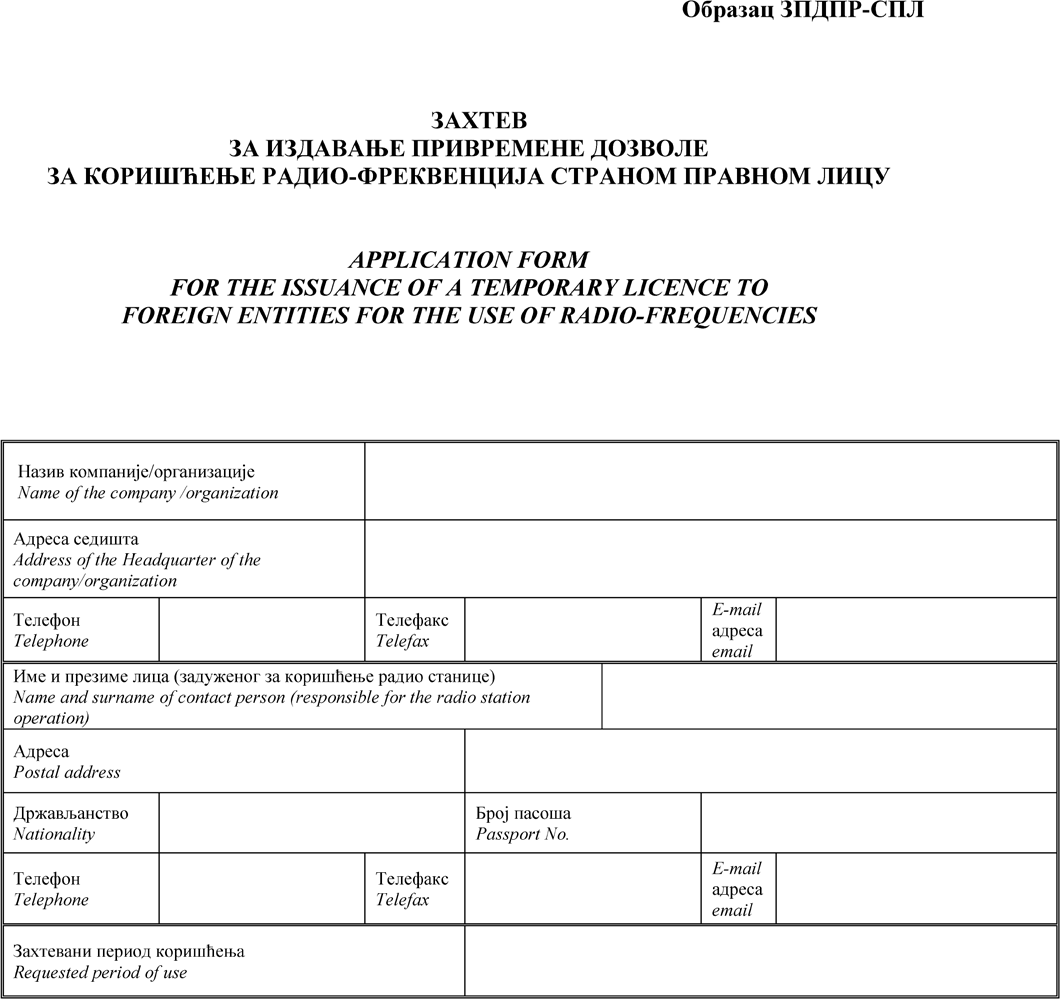 Образац ЗПДПР-СПЛ
ЗАХТЕВ
ЗА ИЗДАВАЊЕ ПРИВРЕМЕНЕ ДОЗВОЛЕ
ЗА КОРИШЋЕЊЕ РАДИО-ФРЕКВЕНЦИЈА СТРАНОМ ПРАВНОМ ЛИЦУ
APPLICATION FORM
FOR THE ISSUANCE OF A TEMPORARY LICENCE TO
FOREIGN ENTITIES FOR THE USE OF RADIO-FREQUENCIES
Назив компаније/организације
Name of the company /organization
Адреса седишта
Address of the Headquarter of the
company/organization
Телефон
Telephone
Телефакс
Telefax
E-mail
адреса
email
Име и презиме лица (задуженог за коришћење радио станице)
Name and surname of contact person (responsible for the radio station
operation)
Адреса
Postal address
Држављанство
Nationality
Број пасоша
Passport No.
Телефон
Telephone
Телефакс
Telefax
E-mail
адреса
email
Захтевани период коришћења
Requested period of use